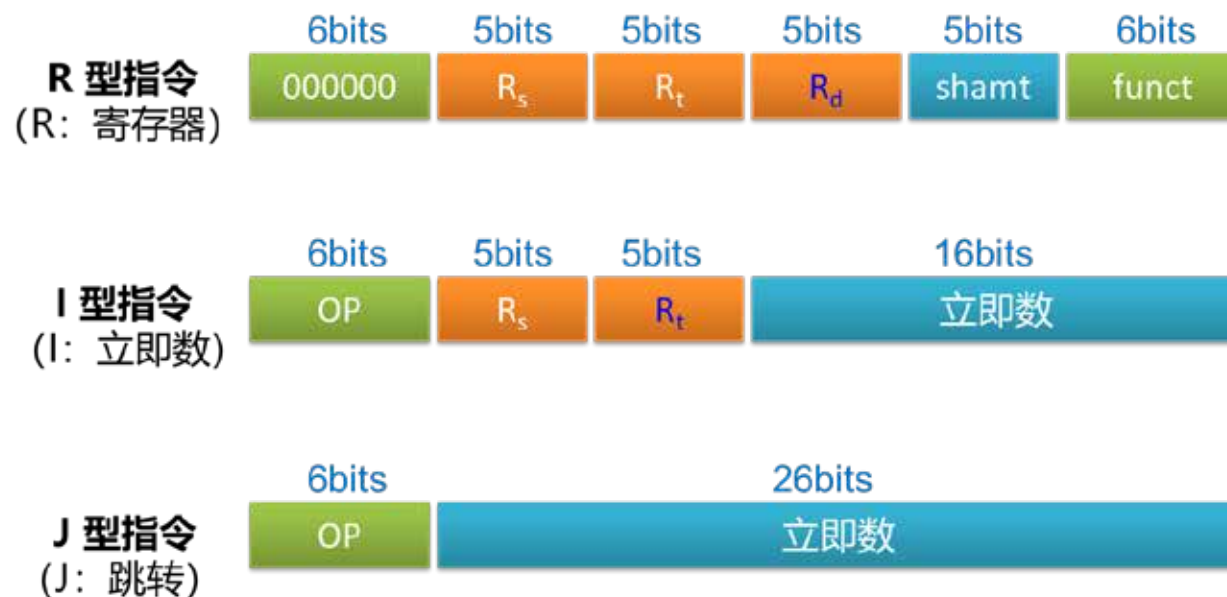 6bits 5bits 5bits 5bits 5bits 6bits
R 型指令 000000 Rs Rt Rd shamt funct
(R：寄存器)
6bits 5bits 5bits 16bits
I 型指令 OP Rs Rt 立即数
(I：立即数)
6bits 26bits
J 型指令 OP 立即数
(J：跳转)